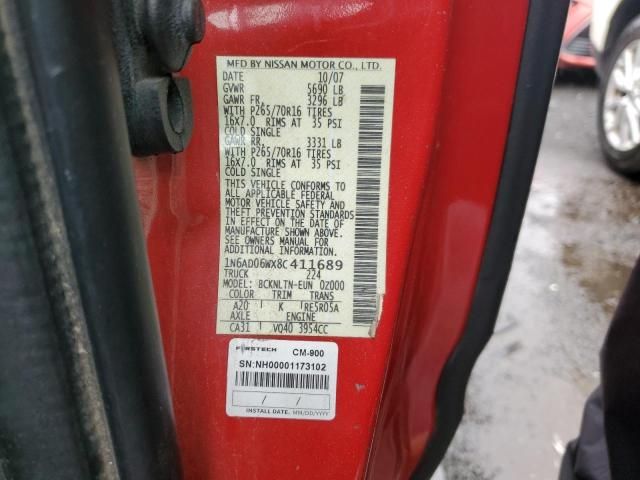 MFD BY NISSAN MOTOR CO., LTD.
DATE 10/07
GVWR 5690 LB
GAWR FR. 3296 LB
WITH P265/70R16 TIRES
16X7.0 RIMS AT 35 PSI
COLD SINGLE
GAWR RR. 3331 LB
WITH P265/70R16 TIRES
16X7.0 RIMS AT 35 PSI
COLD SINGLE
THIS VEHICLE CONFORMS TO
ALL APPLICABLE FEDERAL
MOTOR VEHICLE SAFETY AND
THEFT PREVENTION STANDARDS
IN EFFECT ON THE DATE OF
MANUFACTURE SHOWN ABOVE.
SEE OWNERS MANUAL
1N6AD06WX8C411689
TRUCK 224
MODEL: BCKNLTN-EUN 0Z000
COLOR TRIM TRANS
A20 K RE5R05A
AXLE ENGINE
CA31 VQ40 3954CC
FIRSTECH CM-900
SN:NH00001173102
/ /
INSTALL DATE: MM/DD/YYYY